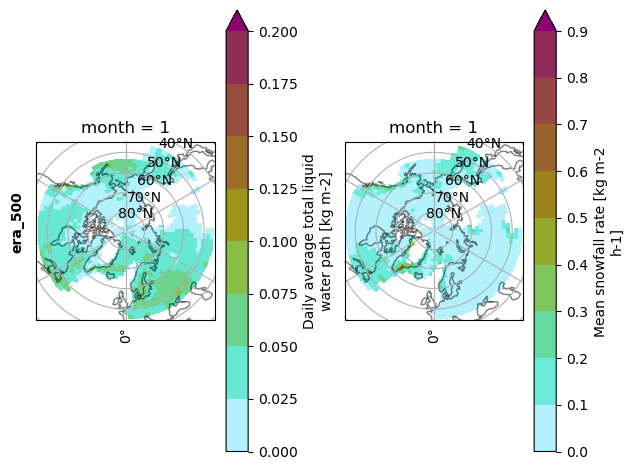 month = 1
40°N
50°N
60°N
70°N
80°N
0°
era_500
0.200
0.175
0.150
0.125
0.100
0.075
0.050
0.025
0.000
Daily average total liquid
water path [kg m-2]
month = 1
40°N
50°N
60°N
70°N
80°N
0°
0.9
0.8
0.7
0.6
0.5
0.4
0.3
0.2
0.1
0.0
Mean snowfall rate [kg m-2
h-1]